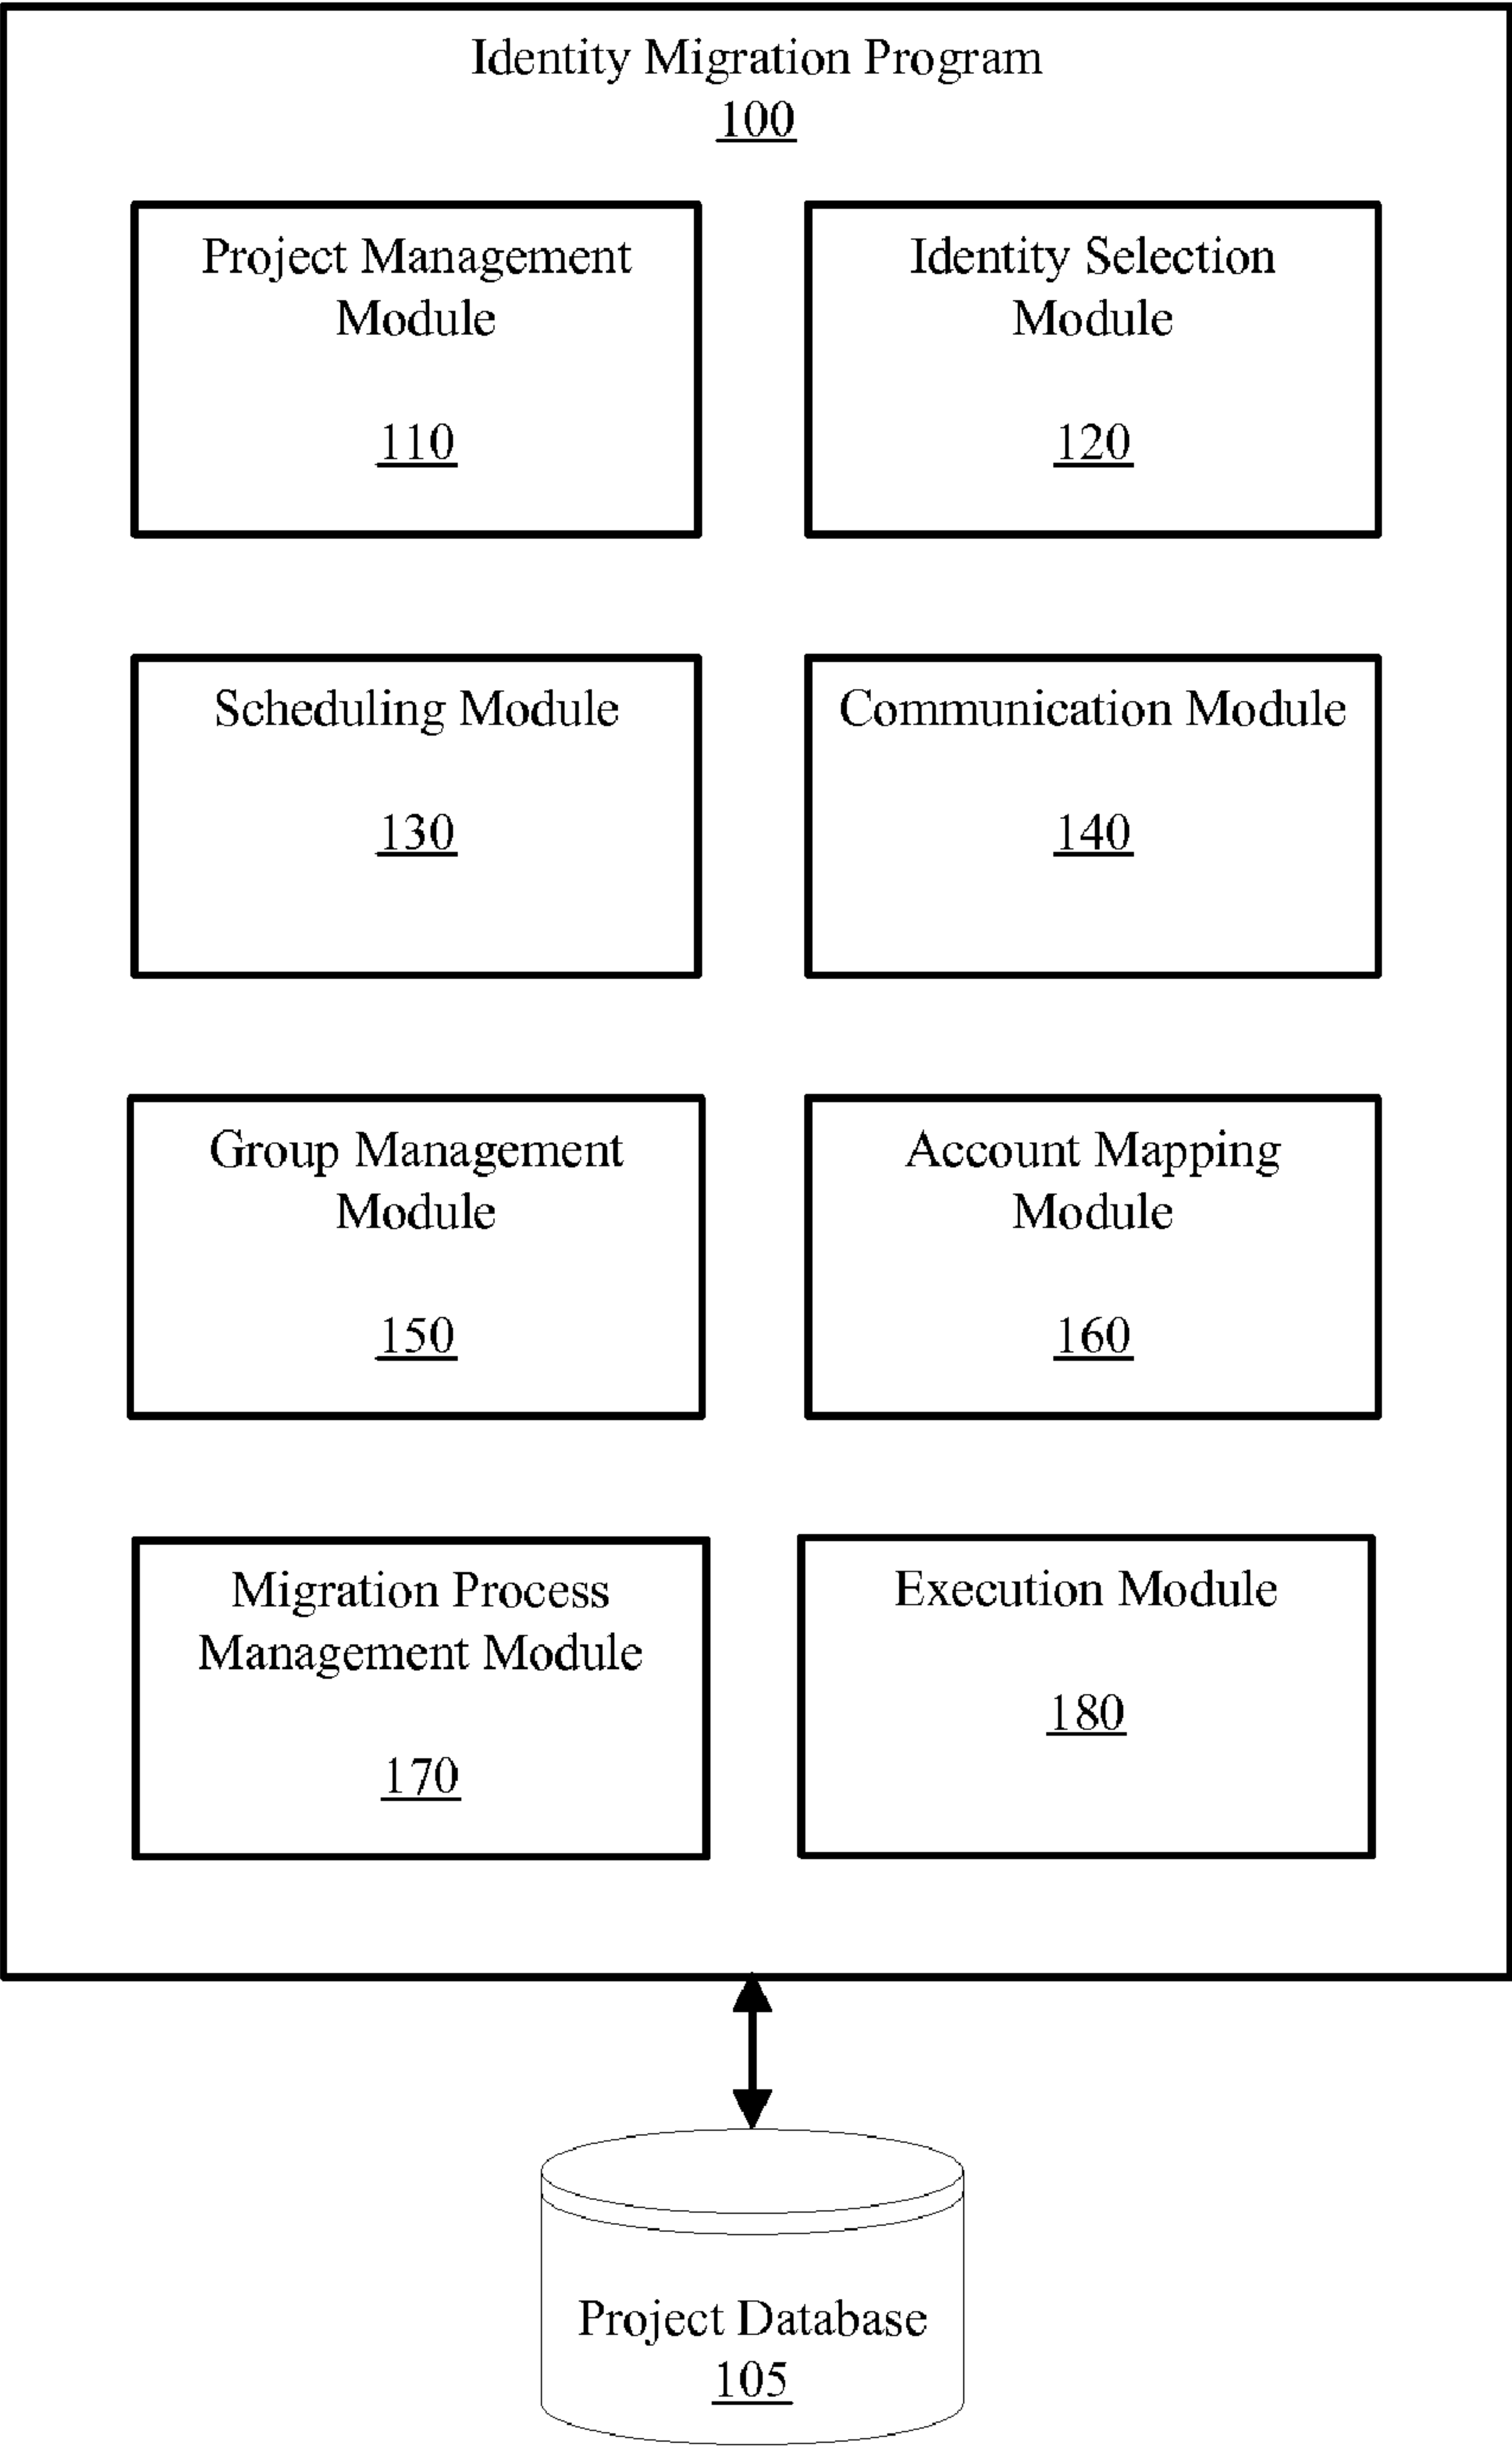 Identity Migration Program
100
Project Management
Module
110
Identity Selection
Module
120
Scheduling Module
130
Communication Module
140
Group Management
Module
150
Account Mapping
Module
160
Migration Process
Management Module
170
Execution Module
180
Project Database
105